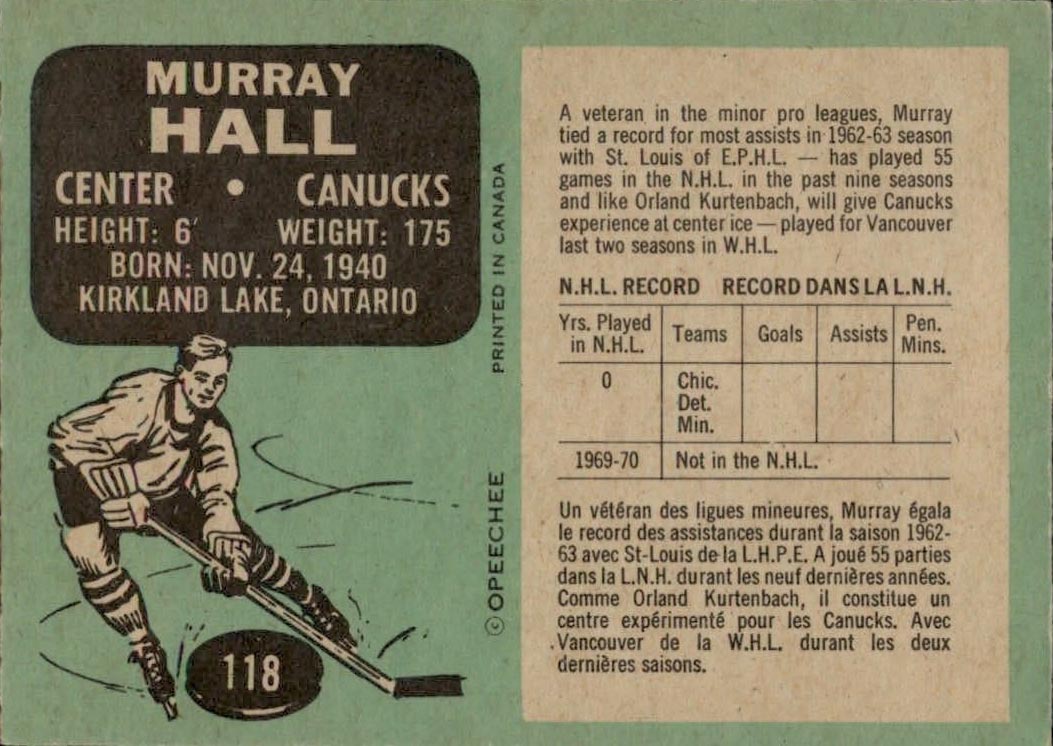 MURRAY
HALL
CENTER • CANUCKS
HEIGHT: 6′ WEIGHT: 175
BORN: NOV. 24, 1940
KIRKLAND LAKE, ONTARIO
118
PRINTED IN CANADA
© OPEECHEE
A veteran in the minor pro leagues, Murray
tied a record for most assists in 1962-63 season
with St. Louis of E.P.H.L. — has played 55
games in the N.H.L. in the past nine seasons
and like Orland Kurtenbach, will give Canucks
experience at center ice — played for Vancouver
last two seasons in W.H.L.
N.H.L. RECORD RECORD DANS LA L.N.H.
Yrs. Played in N.H.L. Teams Goals Assists Pen. Mins.
0 Chic.
Det.
Min.
1969-70 Not in the N.H.L.
Un vétéran des ligues mineures, Murray égala
le record des assistances durant la saison 1962-
63 avec St-Louis de la L.H.P.E. A joué 55 parties
dans la L.N.H. durant les neuf dernières années.
Comme Orland Kurtenbach, il constitue un
centre expérimenté pour les Canucks. Avec
Vancouver de la W.H.L. durant les deux
dernières saisons.